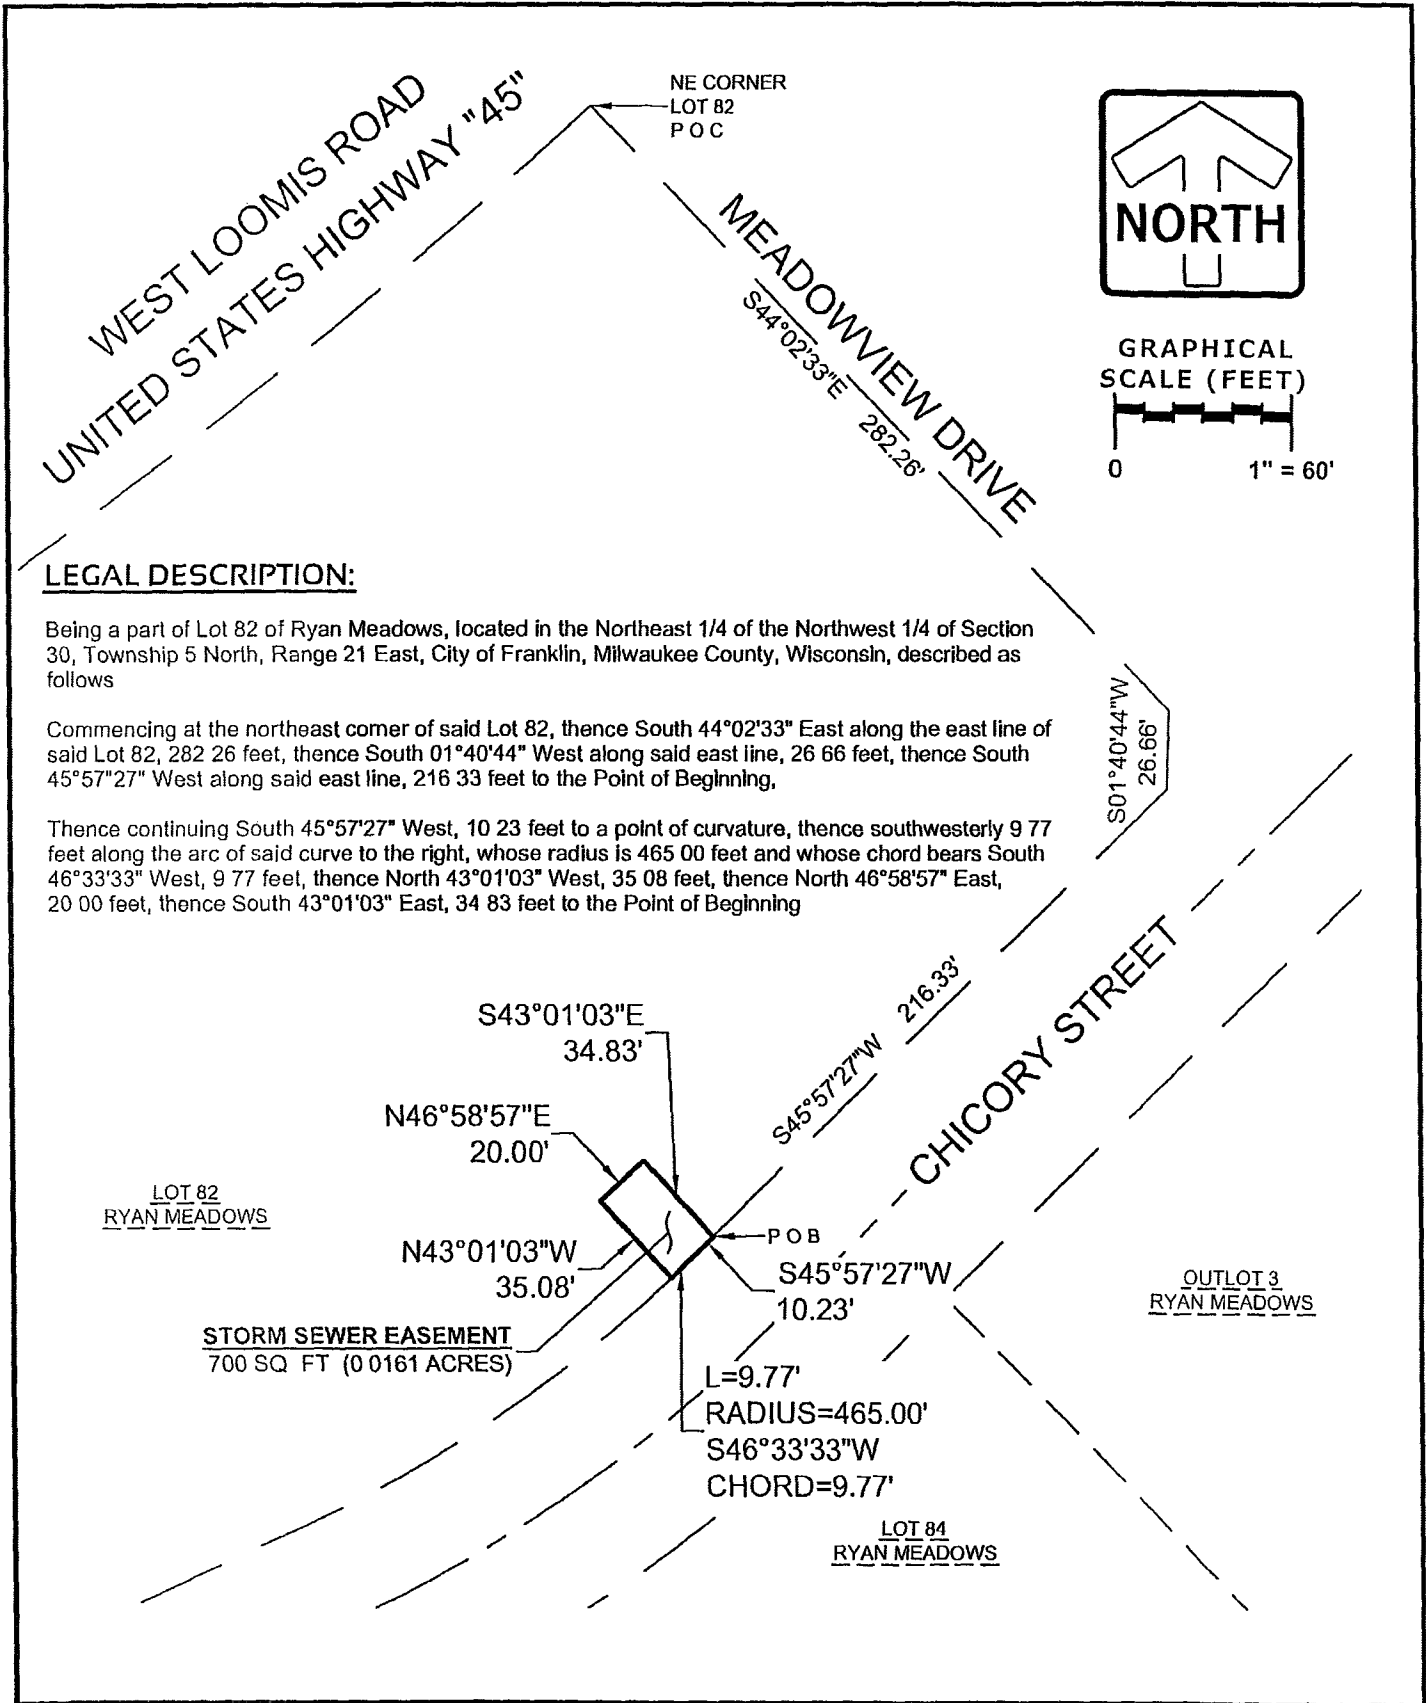 NE CORNER
LOT 82
P O C
WEST LOOMIS ROAD
UNITED STATES HIGHWAY "45"
NORTH
MEADOWVIEW DRIVE
S44°02'33"E 282.26'
GRAPHICAL
SCALE (FEET)
0 1" = 60'
LEGAL DESCRIPTION:
Being a part of Lot 82 of Ryan Meadows, located in the Northeast 1/4 of the Northwest 1/4 of Section
30, Township 5 North, Range 21 East, City of Franklin, Milwaukee County, Wisconsin, described as
follows
Commencing at the northeast corner of said Lot 82, thence South 44°02'33" East along the east line of
said Lot 82, 282 26 feet, thence South 01°40'44" West along said east line, 26 66 feet, thence South
45°57"27" West along said east line, 216 33 feet to the Point of Beginning,
Thence continuing South 45°57'27" West, 10 23 feet to a point of curvature, thence southwesterly 9 77
feet along the arc of said curve to the right, whose radius is 465 00 feet and whose chord bears South
46°33'33" West, 9 77 feet, thence North 43°01'03" West, 35 08 feet, thence North 46°58'57" East,
20 00 feet, thence South 43°01'03" East, 34 83 feet to the Point of Beginning
S01°40'44"W
26.66'
S45°57'27"W 216.33'
CHICORY STREET
S43°01'03"E
34.83'
N46°58'57"E
20.00'
LOT 82
RYAN MEADOWS
N43°01'03"W
35.08'
P O B
S45°57'27"W
10.23'
OUTLOT 3
RYAN MEADOWS
STORM SEWER EASEMENT
700 SQ FT (0 0161 ACRES)
L=9.77'
RADIUS=465.00'
S46°33'33"W
CHORD=9.77'
LOT 84
RYAN MEADOWS